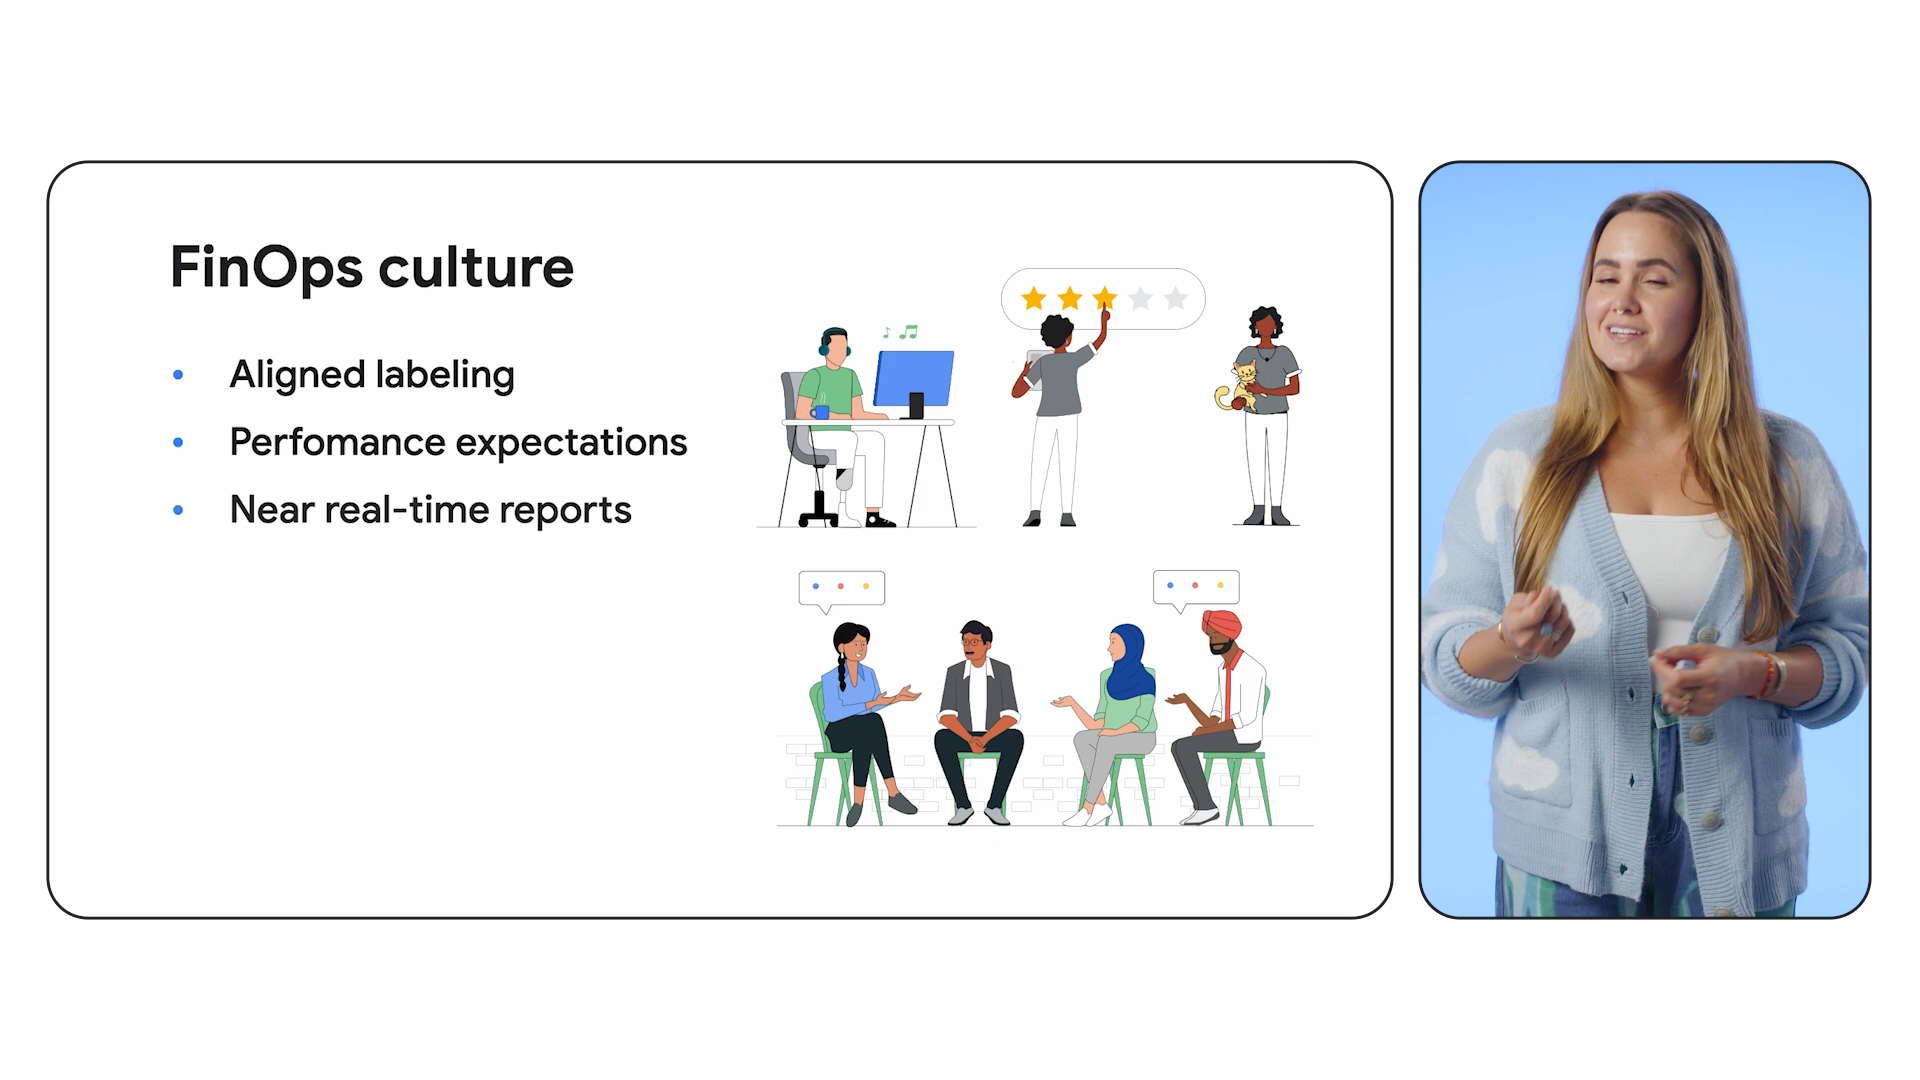 FinOps culture
• Aligned labeling
• Perfomance expectations
• Near real-time reports